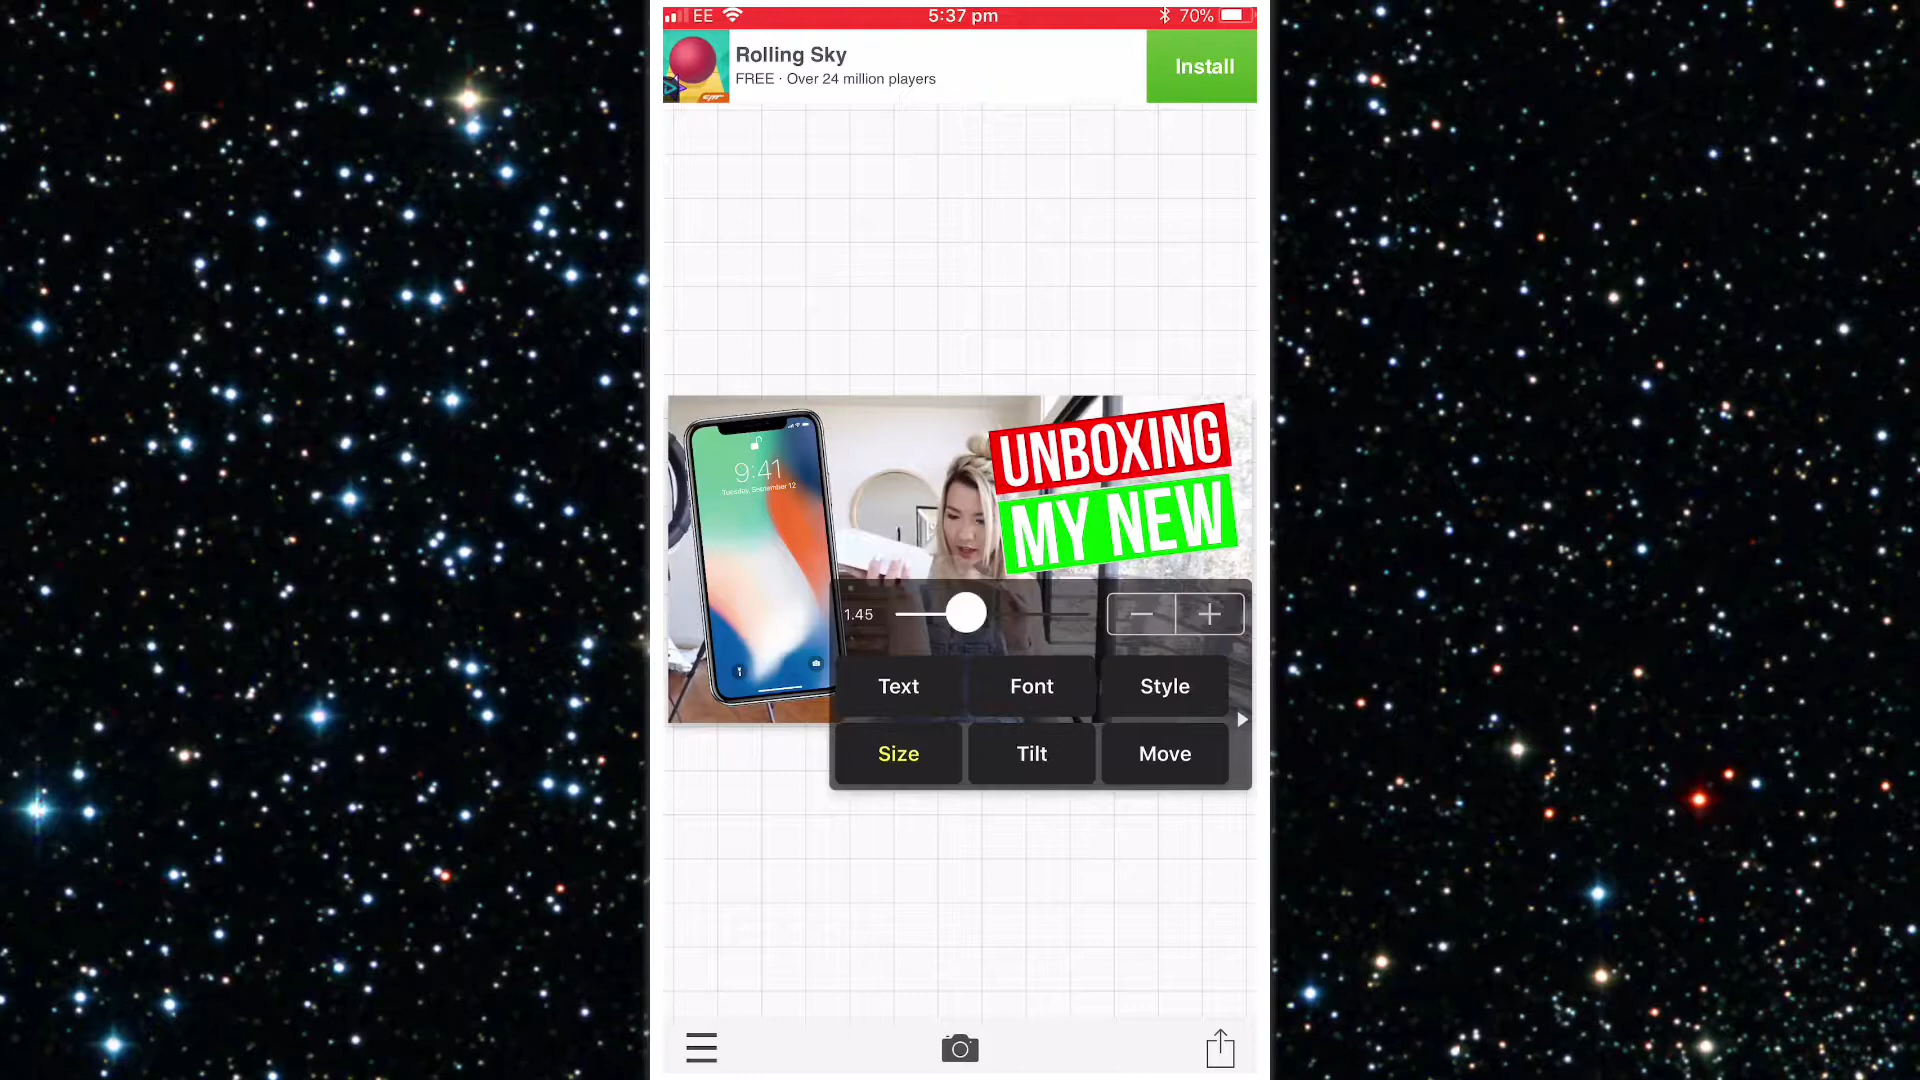 EE 5:37 pm 70%
Rolling Sky
FREE · Over 24 million players
Install
9:41
Tuesday, September 12
UNBOXING
MY NEW
1.45
Text Font Style
Size Tilt Move